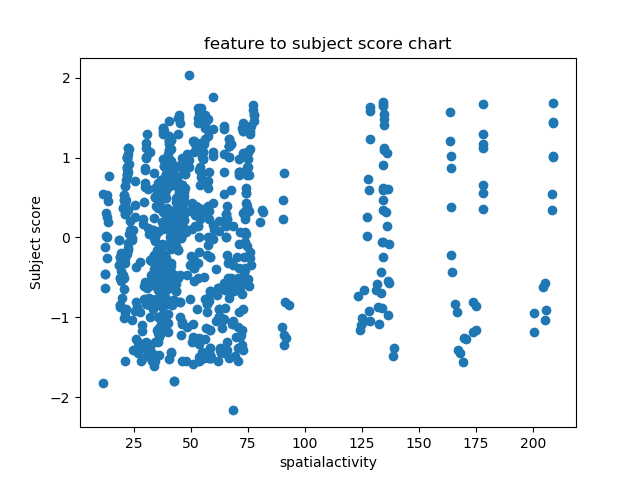 feature to subject score chart
Subject score
2
1
0
−1
−2
25 50 75 100 125 150 175 200
spatialactivity